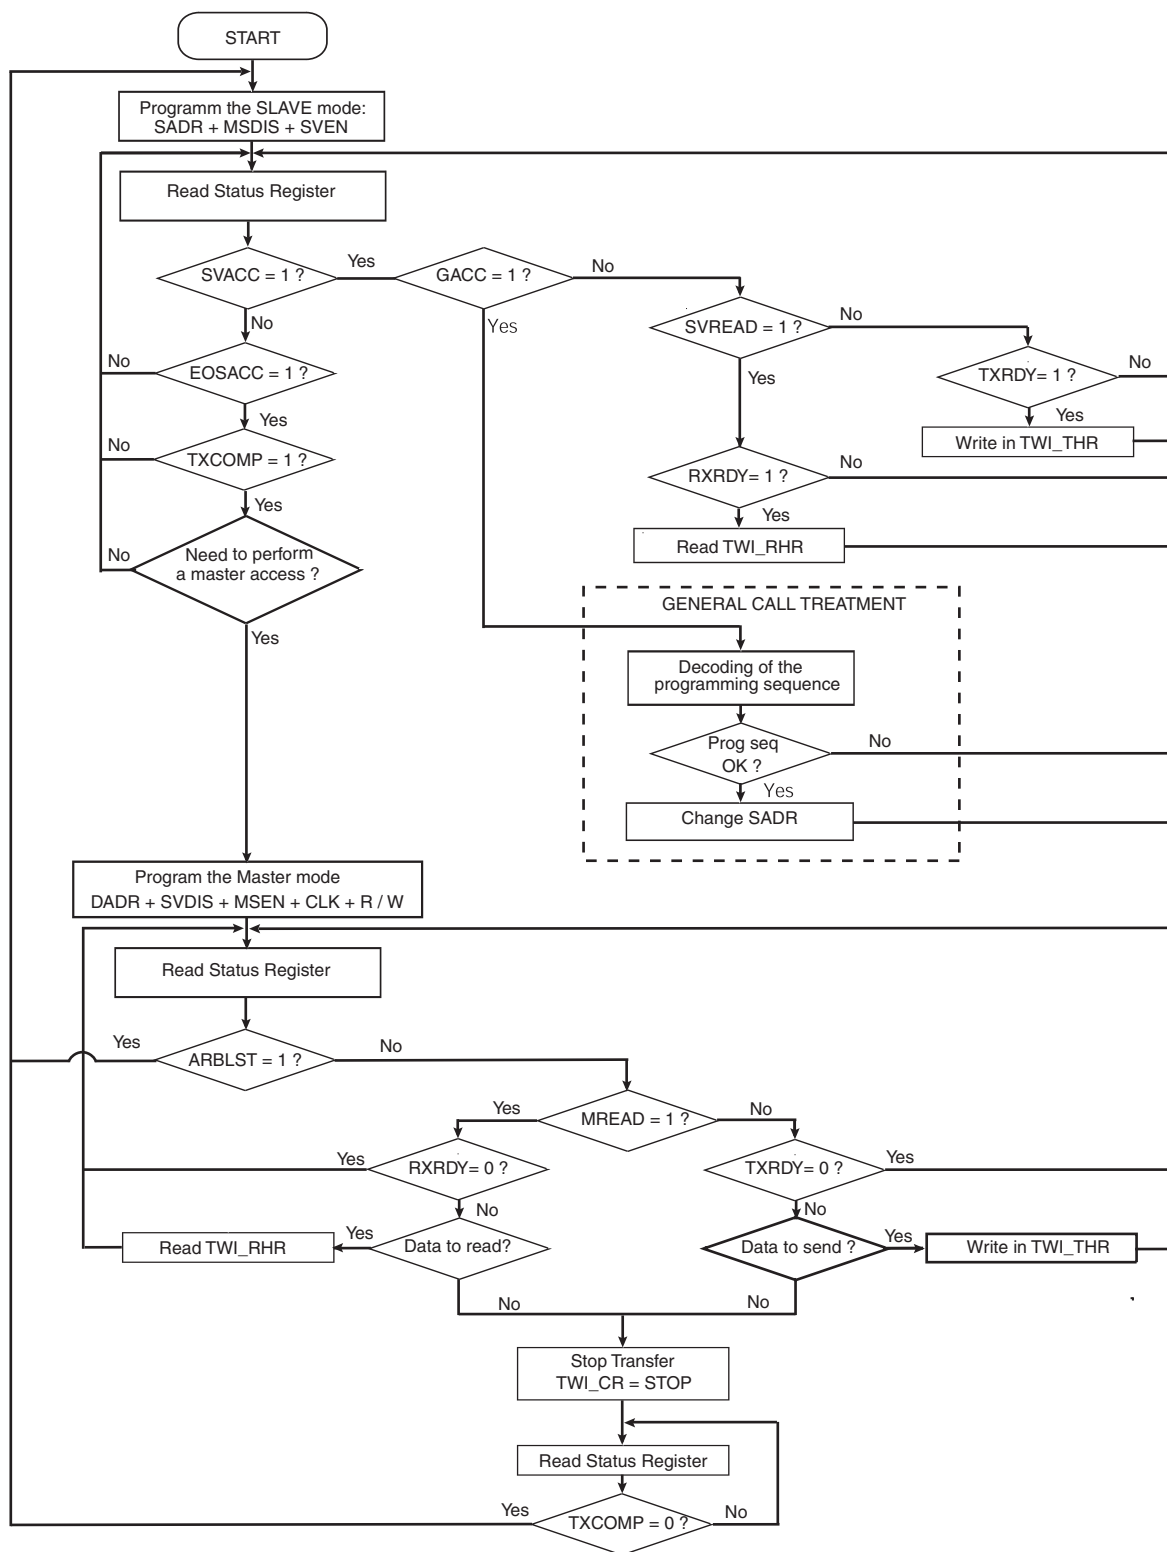 START
Programm the SLAVE mode:
SADR + MSDIS + SVEN
Read Status Register
SVACC = 1 ?
Yes
GACC = 1 ?
No
No
Yes
SVREAD = 1 ?
No
EOSACC = 1 ?
No
Yes
TXRDY= 1 ?
No
Yes
Yes
Write in TWI_THR
TXCOMP = 1 ?
No
Yes
RXRDY= 1 ?
No
Yes
Read TWI_RHR
Need to perform
a master access ?
No
Yes
GENERAL CALL TREATMENT
Decoding of the
programming sequence
Prog seq
OK ?
No
Yes
Change SADR
Program the Master mode
DADR + SVDIS + MSEN + CLK + R / W
Read Status Register
Yes
ARBLST = 1 ?
No
Yes
MREAD = 1 ?
No
Yes
RXRDY= 0 ?
TXRDY= 0 ?
Yes
No
No
Read TWI_RHR
Yes
Data to read?
Data to send ?
Yes
Write in TWI_THR
No
No
Stop Transfer
TWI_CR = STOP
Read Status Register
Yes
TXCOMP = 0 ?
No